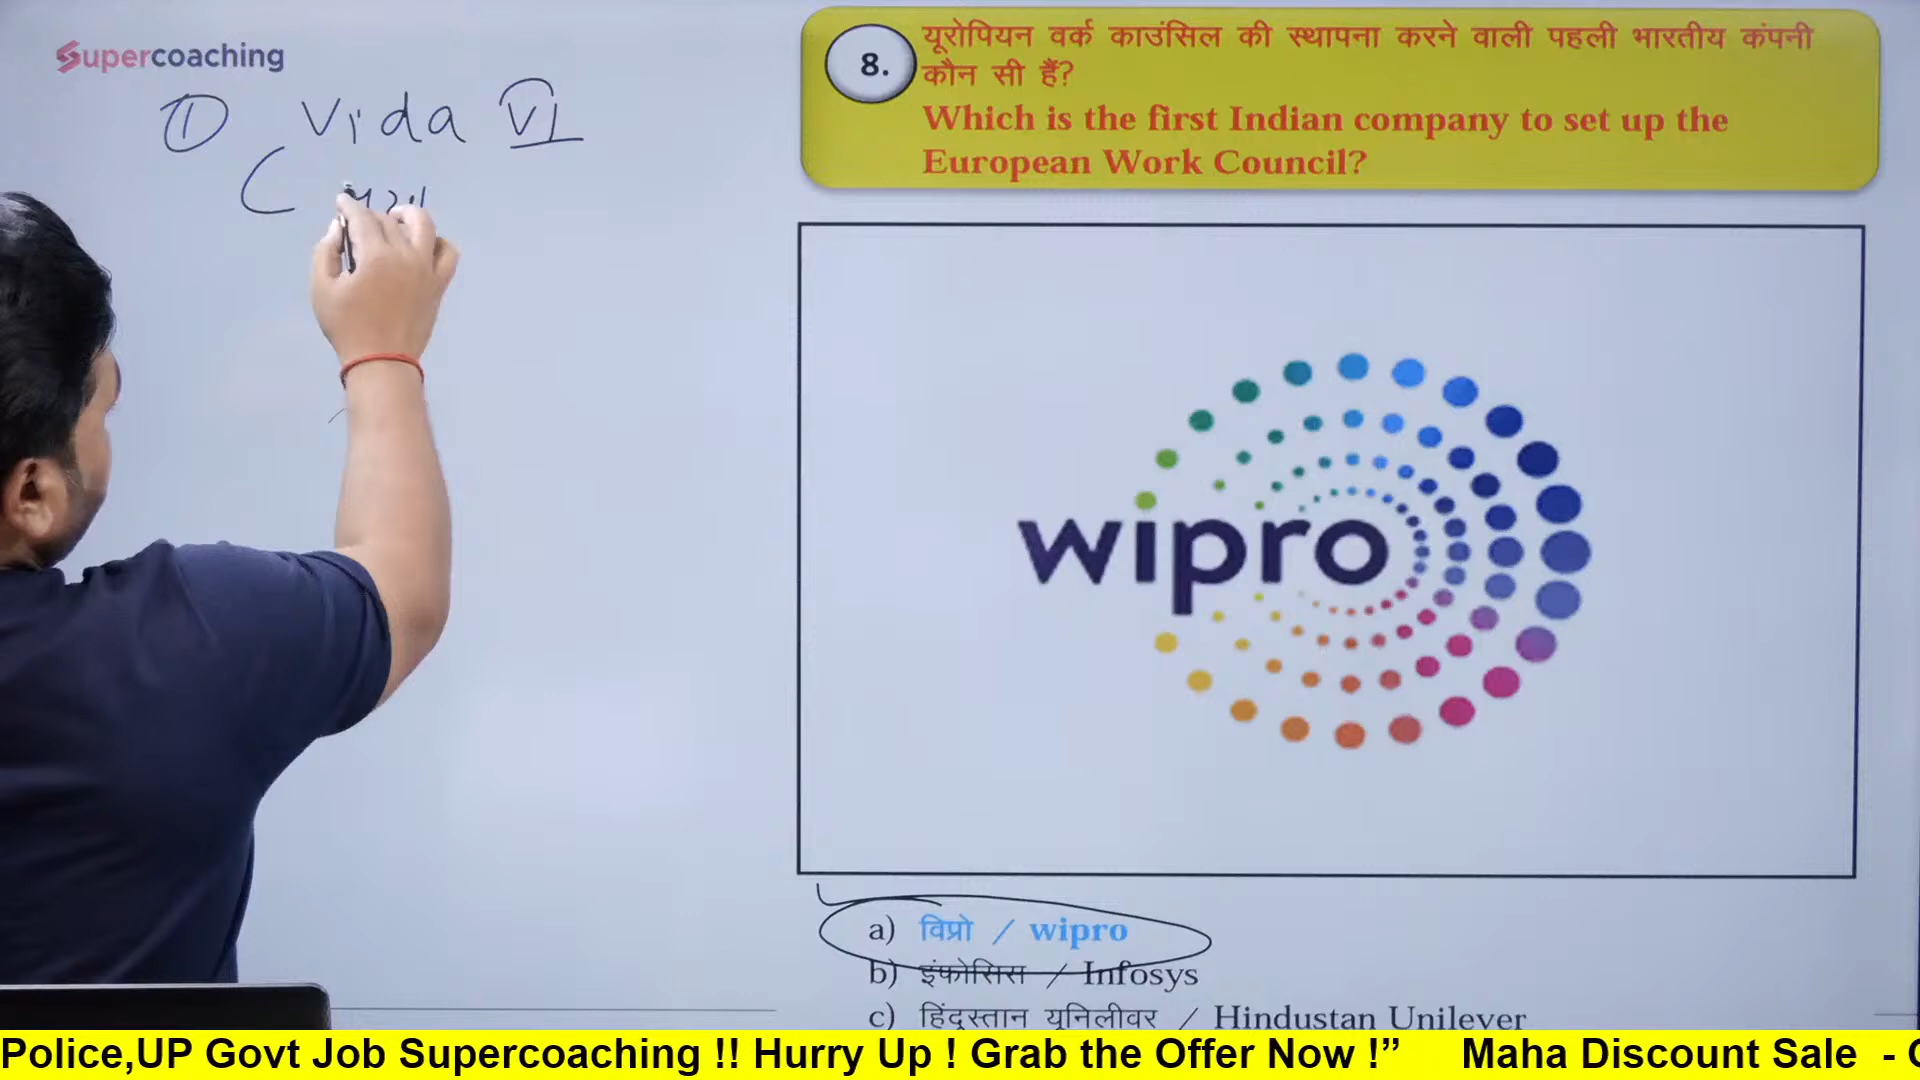 Supercoaching
① Vida V1
8.
यूरोपियन वर्क काउंसिल की स्थापना करने वाली पहली भारतीय कंपनी
कौन सी हैं?
Which is the first Indian company to set up the
European Work Council?
wipro
a) विप्रो / wipro
b) इंफोसिस / Infosys
c) हिंदुस्तान यूनिलीवर / Hindustan Unilever
Police,UP Govt Job Supercoaching !! Hurry Up ! Grab the Offer Now !” Maha Discount Sale -